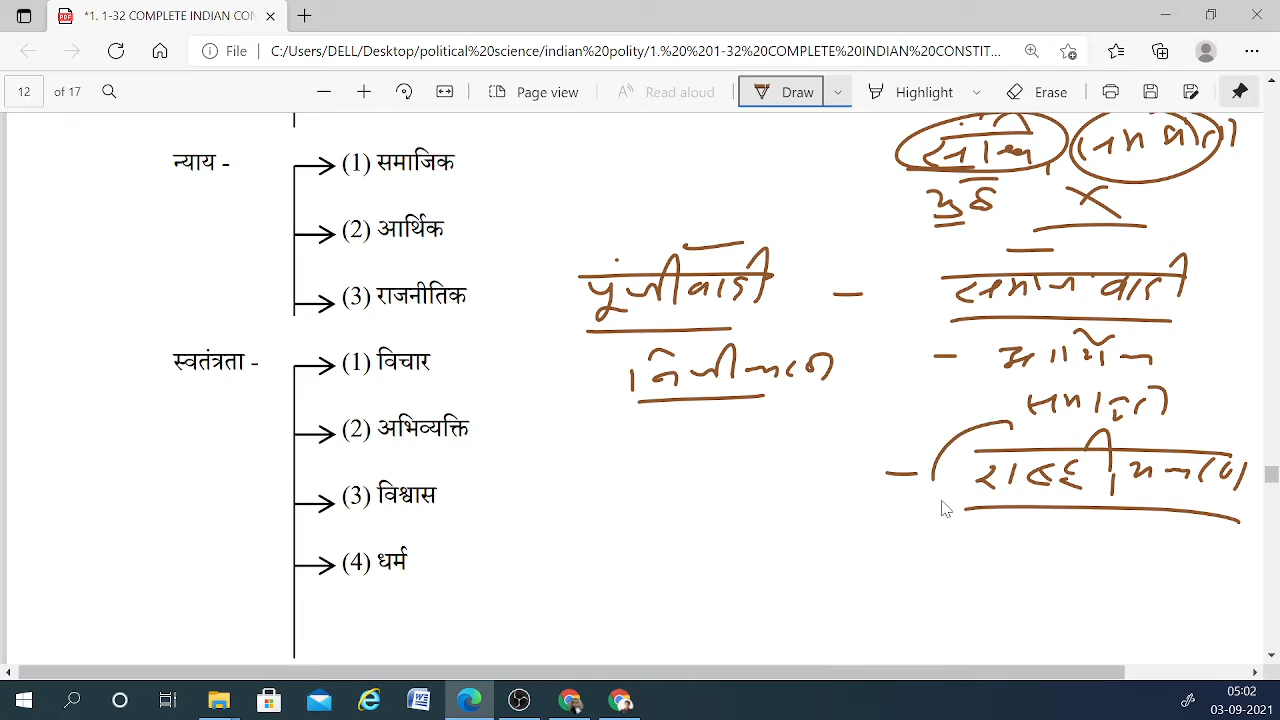 *1. 1-32 COMPLETE INDIAN CON
File C:/Users/DELL/Desktop/political%20science/indian%20polity/1.%20%201-32%20COMPLETE%20INDIAN%20CONSTIT...
12 of 17 Page view Read aloud Draw Highlight Erase
न्याय -
(1) समाजिक
(2) आर्थिक
(3) राजनीतिक
स्वतंत्रता -
(1) विचार
(2) अभिव्यक्ति
(3) विश्वास
(4) धर्म
पूंजीवादी - समाजवादी
निजीकरण
- राष्ट्रीयकरण
05:02
03-09-2021